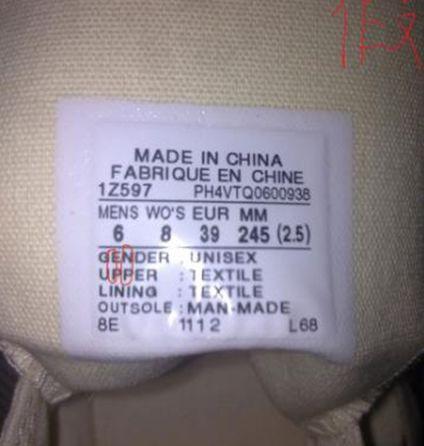 假
MADE IN CHINA
FABRIQUE EN CHINE
1Z597 PH4VTQ0600938
MENS WO'S EUR MM
6 8 39 245 (2.5)
GENDER : UNISEX
UPPER : TEXTILE
LINING : TEXTILE
OUTSOLE : MAN-MADE
8E 1112 L68